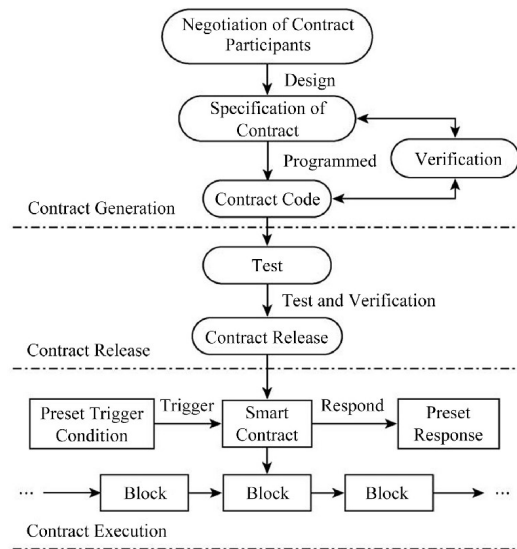 Negotiation of Contract
Participants
Design
Specification of
Contract
Programmed
Verification
Contract Code
Contract Generation
Test
Test and Verification
Contract Release
Contract Release
Preset Trigger
Condition
Trigger
Smart
Contract
Respond
Preset
Response
...
Block
Block
Block
...
Contract Execution